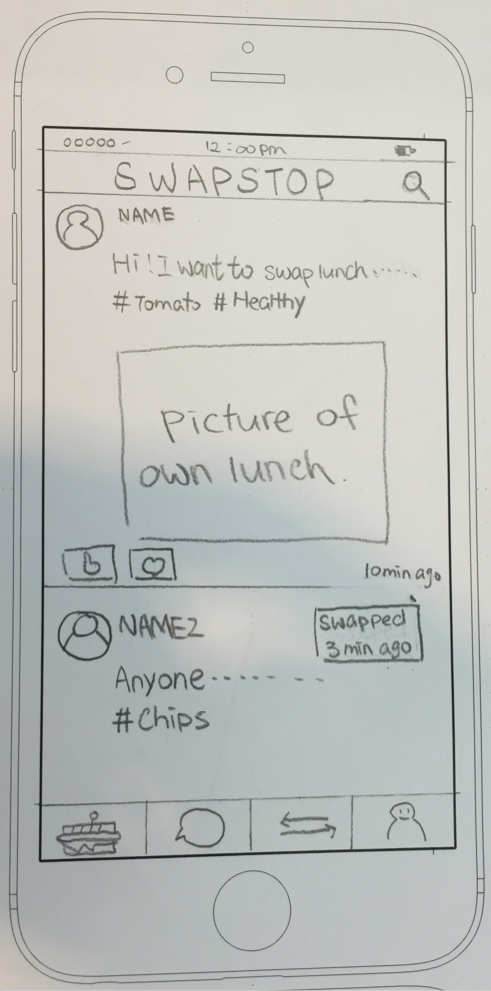 12:00pm
SWAPSTOP
NAME
Hi! I want to swap lunch......
#Tomato #Healthy
Picture of
own lunch.
10min ago
NAME2
Swapped
3 min ago
Anyone.......
#Chips